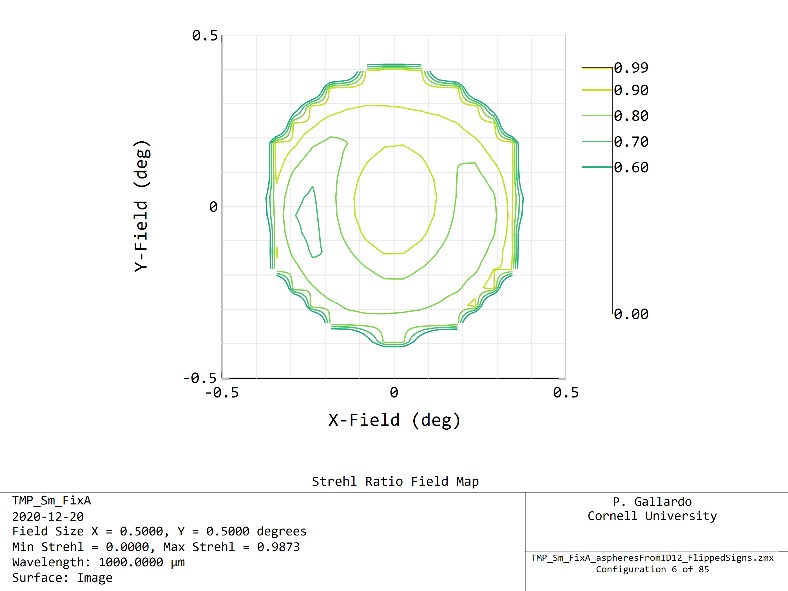 0.5
0
-0.5
-0.5
0
0.5
Y-Field (deg)
X-Field (deg)
0.99
0.90
0.80
0.70
0.60
0.00
Strehl Ratio Field Map
TMP_Sm_FixA
2020-12-20
Field Size X = 0.5000, Y = 0.5000 degrees
Min Strehl = 0.0000, Max Strehl = 0.9873
Wavelength: 1000.0000 µm
Surface: Image
P. Gallardo
Cornell University
TMP_Sm_FixA_aspheresFromID12_FlippedSigns.zmx
Configuration 6 of 85